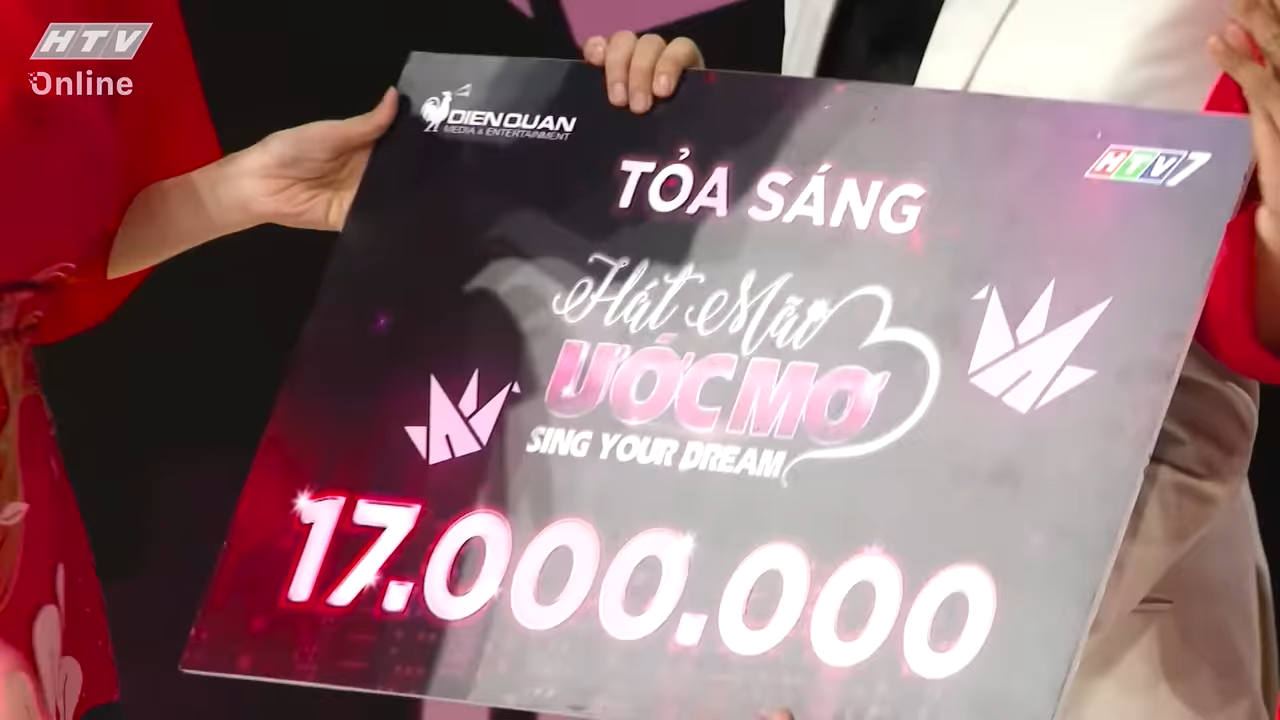 HTV
Online
DIENQUAN
MEDIA & ENTERTAINMENT
HTV7
TỎA SÁNG
Hát Mãi
ƯỚC MƠ
SING YOUR DREAM
17.000.000